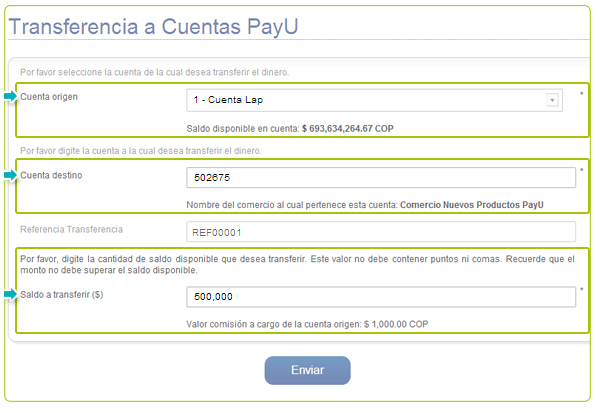 Transferencia a Cuentas PayU
Por favor seleccione la cuenta de la cual desea transferir el dinero.
Cuenta origen
1 - Cuenta Lap
*
Saldo disponible en cuenta: $ 693,634,264.67 COP
Por favor digite la cuenta a la cual desea transferir el dinero.
Cuenta destino
502675
*
Nombre del comercio al cual pertenece esta cuenta: Comercio Nuevos Productos PayU
Referencia Transferencia
REF00001
Por favor, digite la cantidad de saldo disponible que desea transferir. Este valor no debe contener puntos ni comas. Recuerde que el
monto no debe superar el saldo disponible.
Saldo a transferir ($)
500,000
*
Valor comisión a cargo de la cuenta origen: $ 1,000.00 COP
Enviar